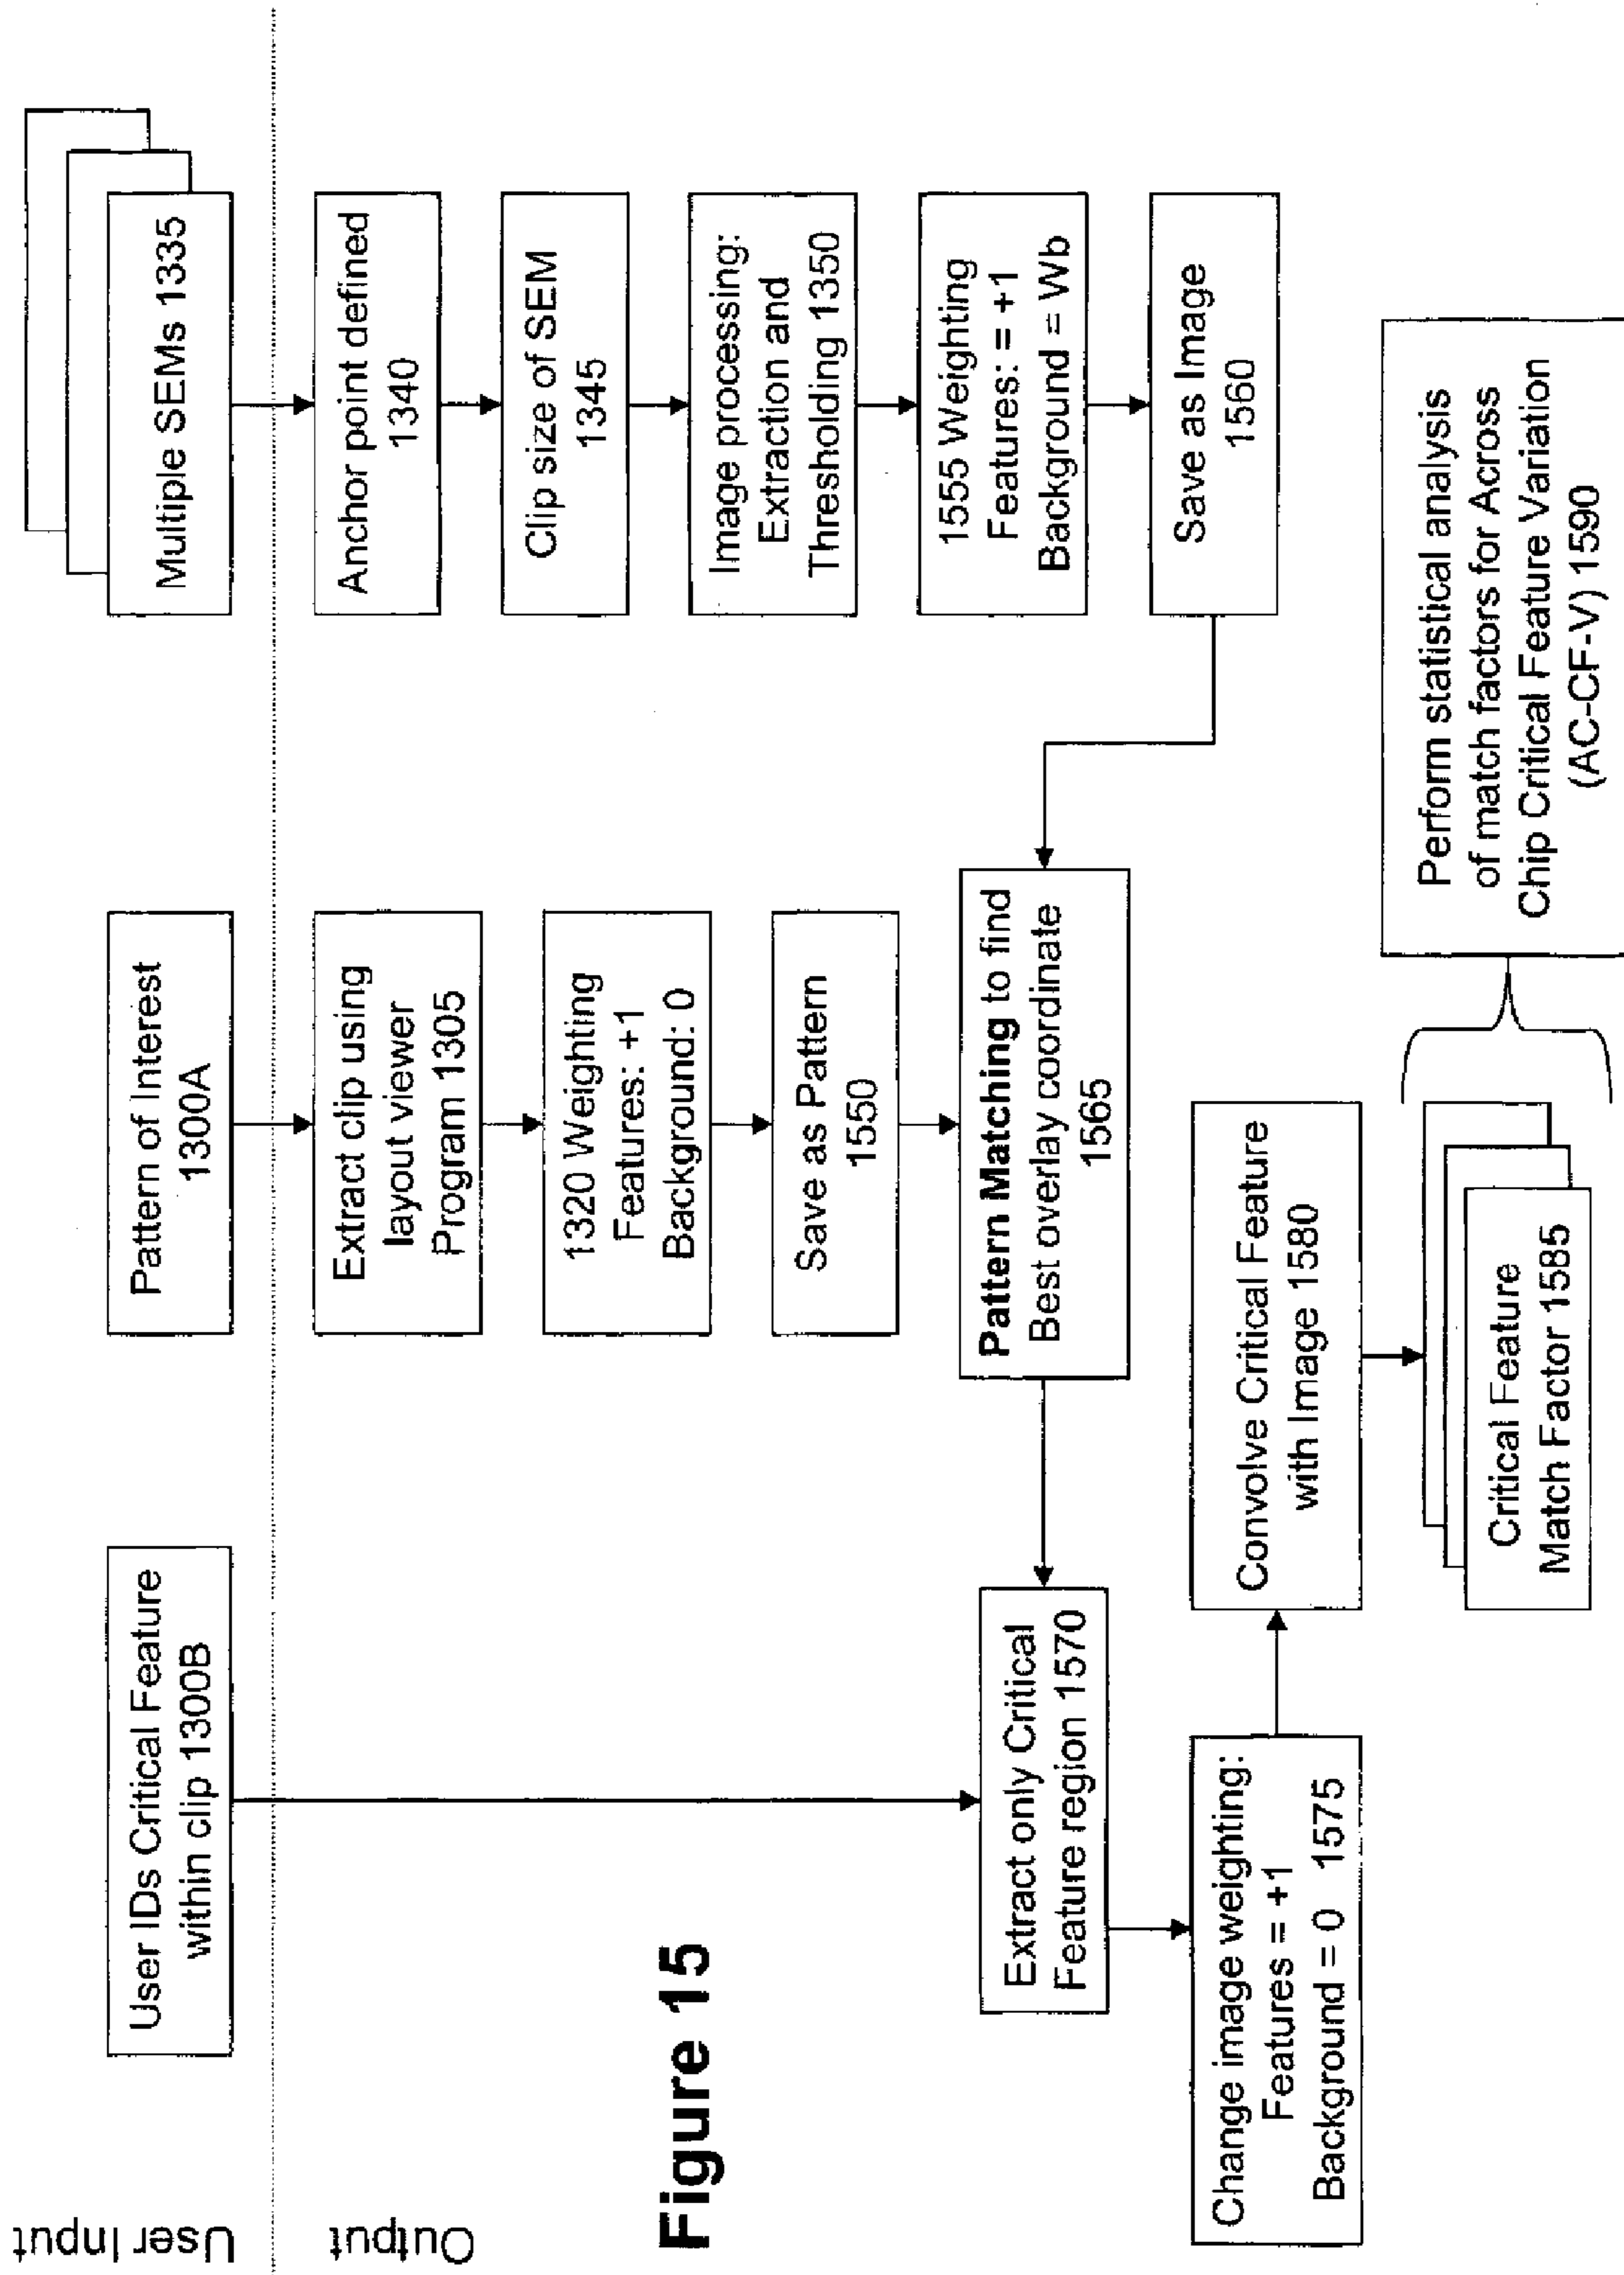 User Input
User IDs Critical Feature
within clip 1300B
Pattern of Interest
1300A
Multiple SEMs 1335
Output
Extract clip using
layout viewer
Program 1305
Anchor point defined
1340
1320 Weighting
Features: +1
Background: 0
Clip size of SEM
1345
Save as Pattern
1550
Image processing:
Extraction and
Thresholding 1350
1555 Weighting
Features: = +1
Background = Wb
Save as Image
1560
Figure 15
Pattern Matching to find
Best overlay coordinate
1565
Extract only Critical
Feature region 1570
Change image weighting:
Features = +1
Background = 0 1575
Convolve Critical Feature
with Image 1580
Critical Feature
Match Factor 1585
Perform statistical analysis
of match factors for Across
Chip Critical Feature Variation
(AC-CF-V) 1590